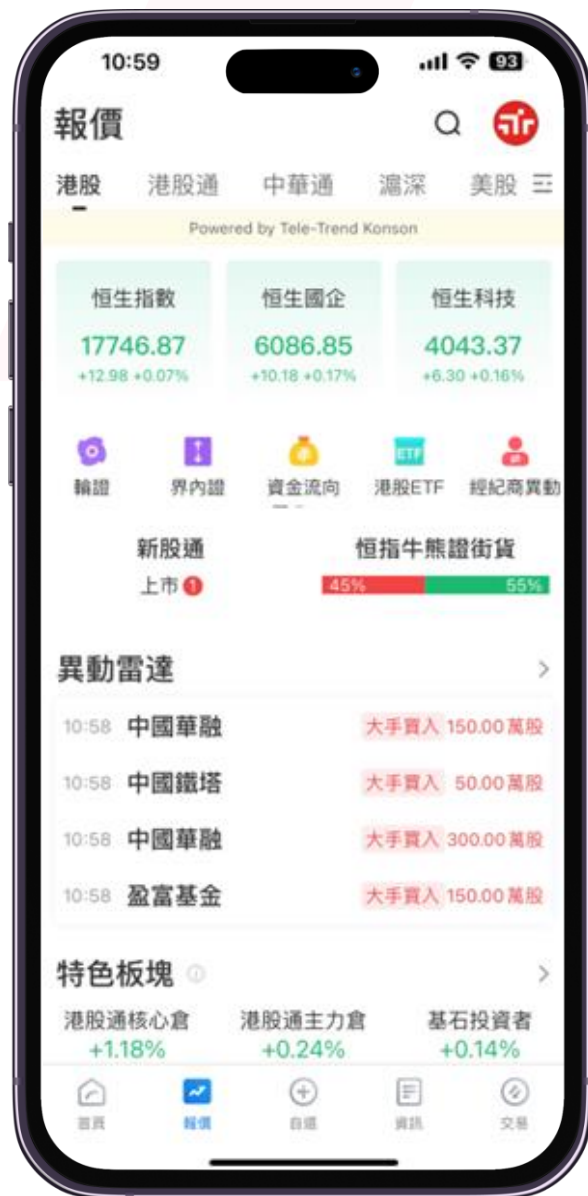 10:59
93
報價
港股 港股通 中華通 滬深 美股
Powered by Tele-Trend Konson
恒生指數 恒生國企 恒生科技
17746.87 6086.85 4043.37
+12.98 +0.07% +10.18 +0.17% +6.30 +0.16%
ETF
輪證 界內證 資金流向 港股ETF 經紀商異動
新股通 恒指牛熊證街貨
上市 1 45% 55%
異動雷達
10:58 中國華融 大手買入 150.00萬股
10:58 中國鐵塔 大手買入 50.00萬股
10:58 中國華融 大手買入 300.00萬股
10:58 盈富基金 大手買入 150.00萬股
特色板塊
港股通核心倉 港股通主力倉 基石投資者
+1.18% +0.24% +0.14%
首頁 報價 自選 資訊 交易